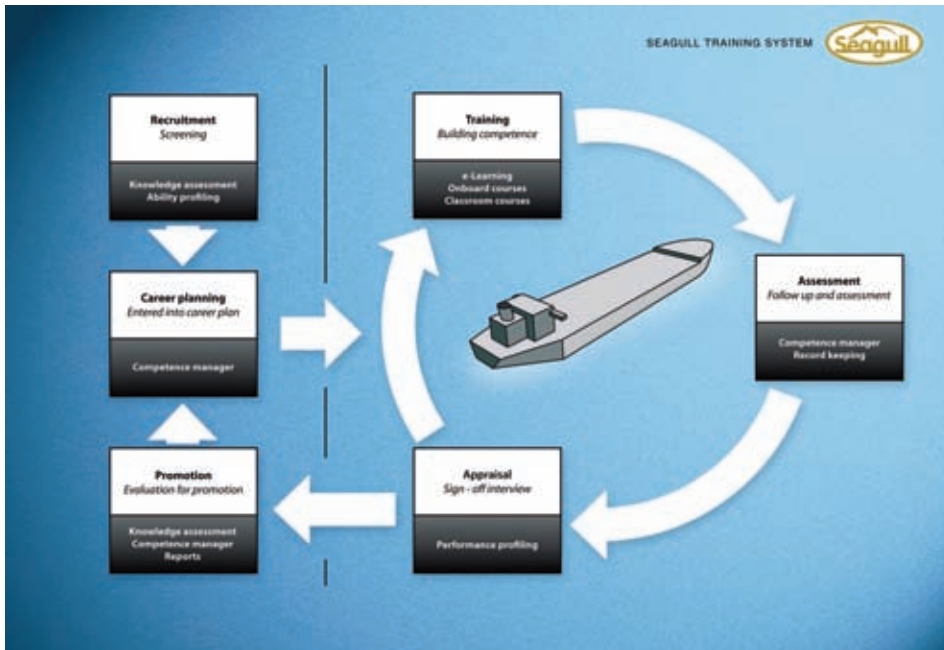 SEAGULL TRAINING SYSTEM
Seagull
Recruitment
Screening
Knowledge assessment
Ability profiling
Career planning
Entered into career plan
Competence manager
Promotion
Evaluation for promotion
Knowledge assessment
Competence manager
Reports
Training
Building competence
e-Learning
Onboard courses
Classroom courses
Assessment
Follow up and assessment
Competence manager
Record keeping
Appraisal
Sign - off interview
Performance profiling